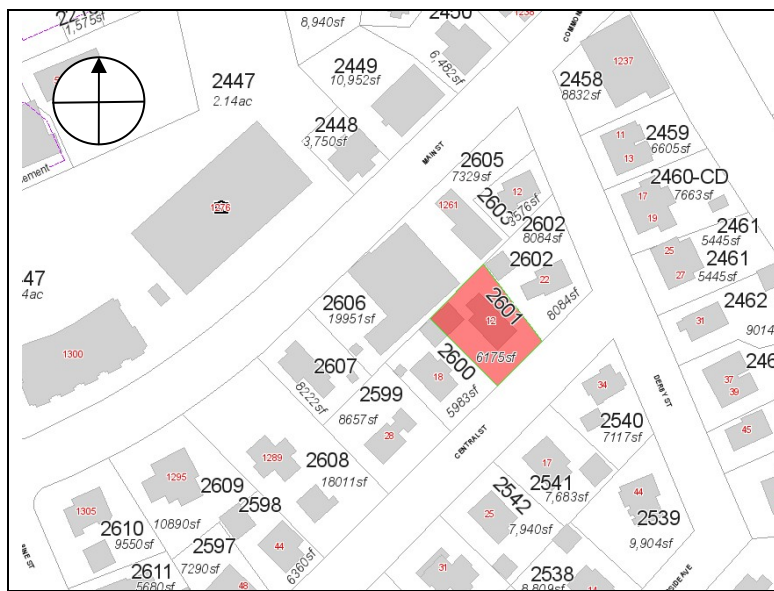 1,575sf
8,940sf
6,482sf
2447
2.14ac
2449
10,952sf
2448
3,750sf
MAIN ST
2458
8832sf
1237
11
13
2459
6605sf
2460-CD
7663sf
17
19
2461
5445sf
25
27
2461
5445sf
2462
31
2605
7329sf
1261
2603
12
2602
8084sf
2602
22
8084sf
2601
12
6175sf
2600
18
5983sf
2606
19951sf
2607
8222sf
2599
8657sf
28
1300
CENTRAL ST
DERBY ST
37
39
45
34
2540
7117sf
2608
18011sf
1289
1295
2609
10890sf
2598
44
6360sf
1305
2610
9550sf
2597
7290sf
2611
5680sf
48
17
2541
7,683sf
2542
25
7,940sf
44
2539
9,904sf
31
2538
8,809sf